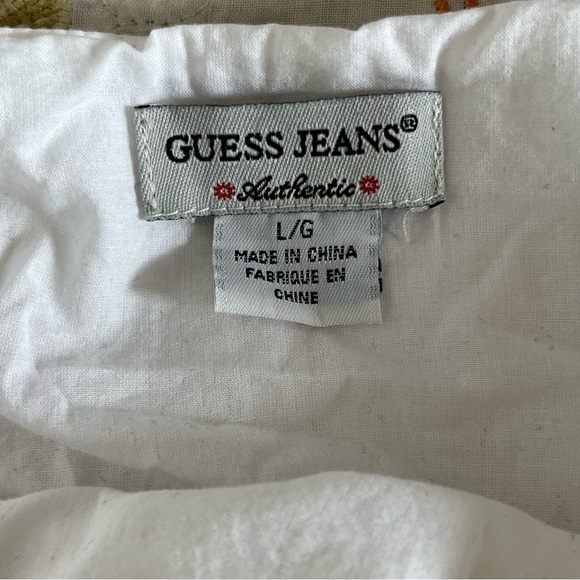 GUESS JEANS®
Authentic
L/G
MADE IN CHINA
FABRIQUE EN
CHINE